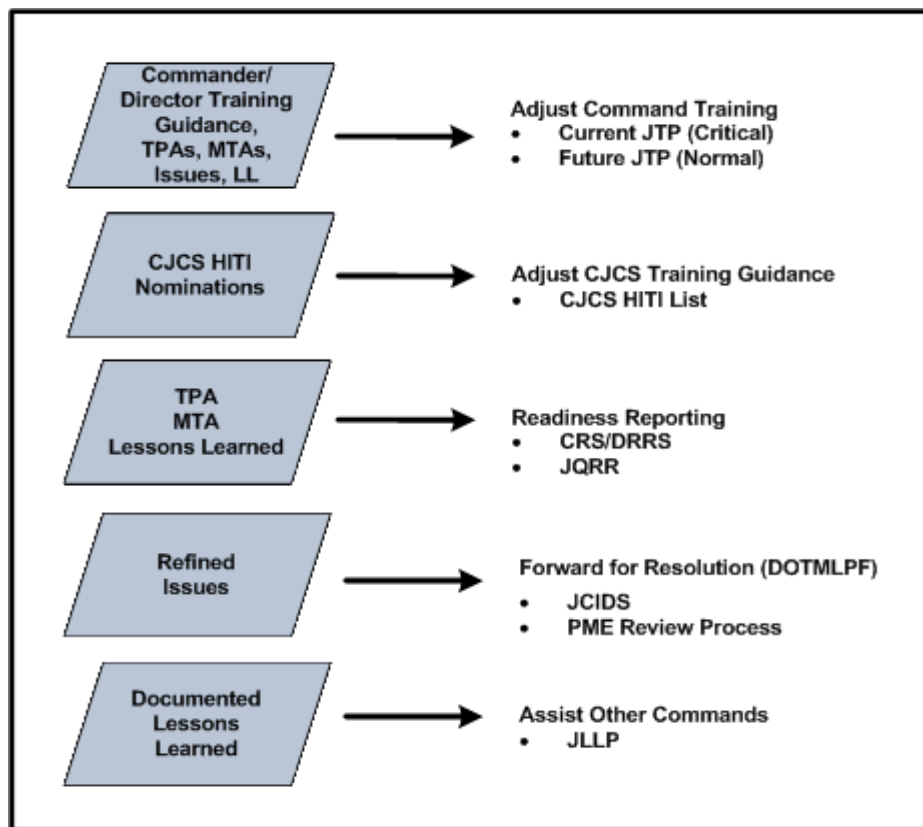 Commander/
Director Training
Guidance,
TPAs, MTAs,
Issues, LL
Adjust Command Training
• Current JTP (Critical)
• Future JTP (Normal)
CJCS HITI
Nominations
Adjust CJCS Training Guidance
• CJCS HITI List
TPA
MTA
Lessons Learned
Readiness Reporting
• CRS/DRRS
• JQRR
Refined
Issues
Forward for Resolution (DOTMLPF)
• JCIDS
• PME Review Process
Documented
Lessons
Learned
Assist Other Commands
• JLLP